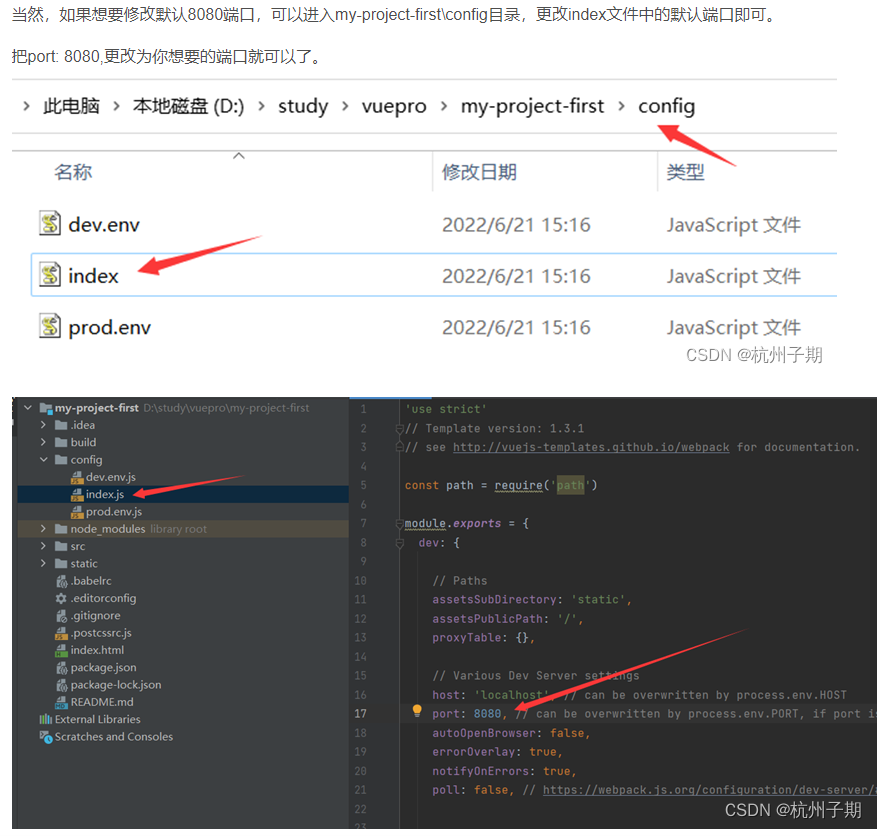 当然，如果想要修改默认8080端口，可以进入my-project-first\config目录，更改index文件中的默认端口即可。
把port: 8080,更改为你想要的端口就可以了。
› 此电脑 › 本地磁盘 (D:) › study › vuepro › my-project-first › config
名称 修改日期 类型
dev.env 2022/6/21 15:16 JavaScript 文件
index 2022/6/21 15:16 JavaScript 文件
prod.env 2022/6/21 15:16 JavaScript 文件
CSDN @杭州子期
my-project-first D:\study\vuepro\my-project-first
.idea
build
config
dev.env.js
index.js
prod.env.js
node_modules library root
src
static
.babelrc
.editorconfig
.gitignore
.postcssrc.js
index.html
package.json
package-lock.json
README.md
External Libraries
Scratches and Consoles
1 'use strict'
2 // Template version: 1.3.1
3 // see http://vuejs-templates.github.io/webpack for documentation.
4
5 const path = require('path')
6
7 module.exports = {
8 dev: {
9
10 // Paths
11 assetsSubDirectory: 'static',
12 assetsPublicPath: '/',
13 proxyTable: {},
14
15 // Various Dev Server settings
16 host: 'localhost', // can be overwritten by process.env.HOST
17 port: 8080, // can be overwritten by process.env.PORT, if port is
18 autoOpenBrowser: false,
19 errorOverlay: true,
20 notifyOnErrors: true,
21 poll: false, // https://webpack.js.org/configuration/dev-server/
22
23
CSDN @杭州子期